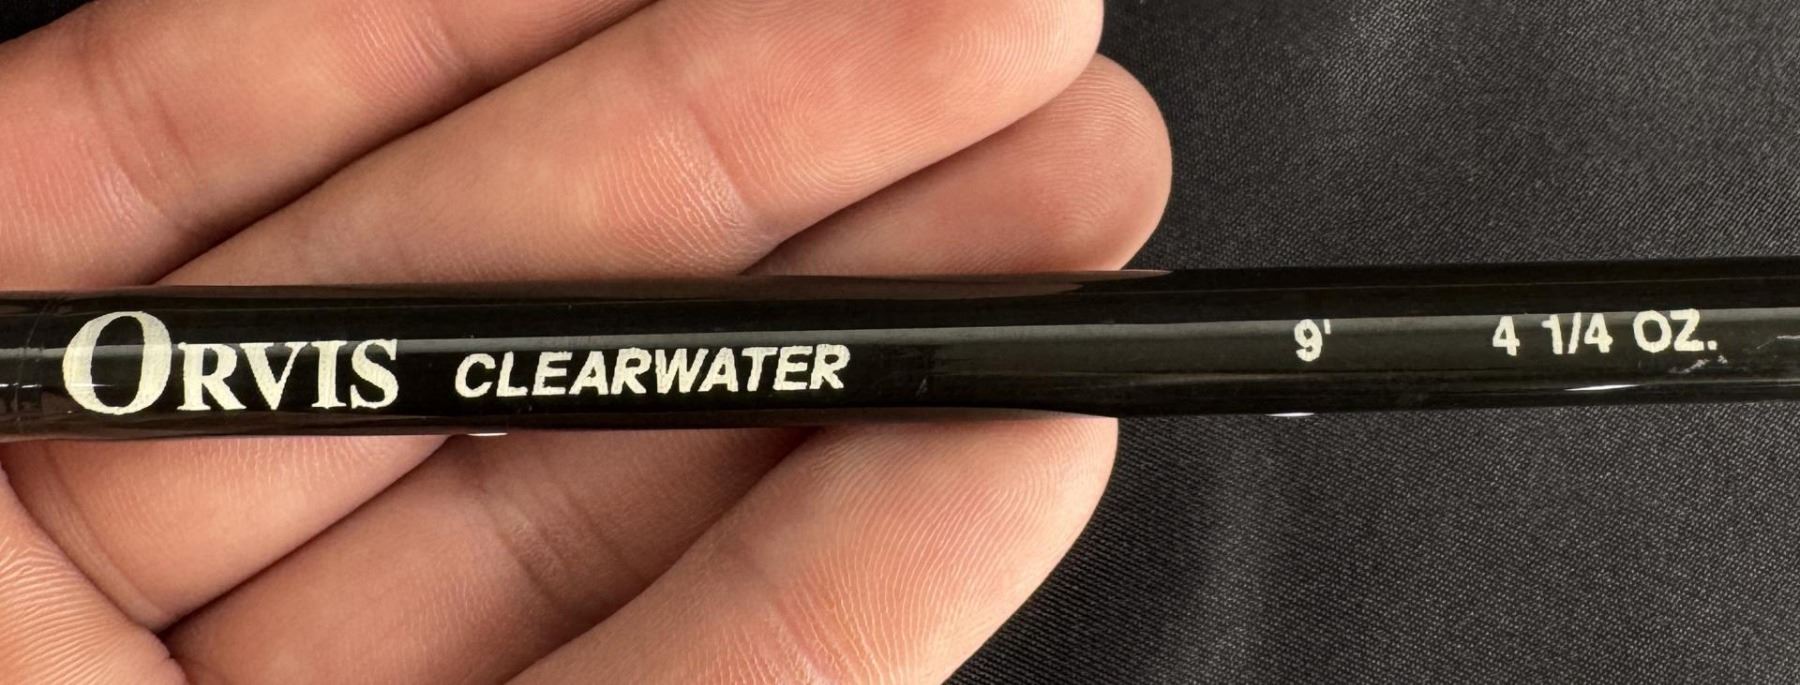 ORVIS CLEARWATER 9' 4 1/4 OZ.